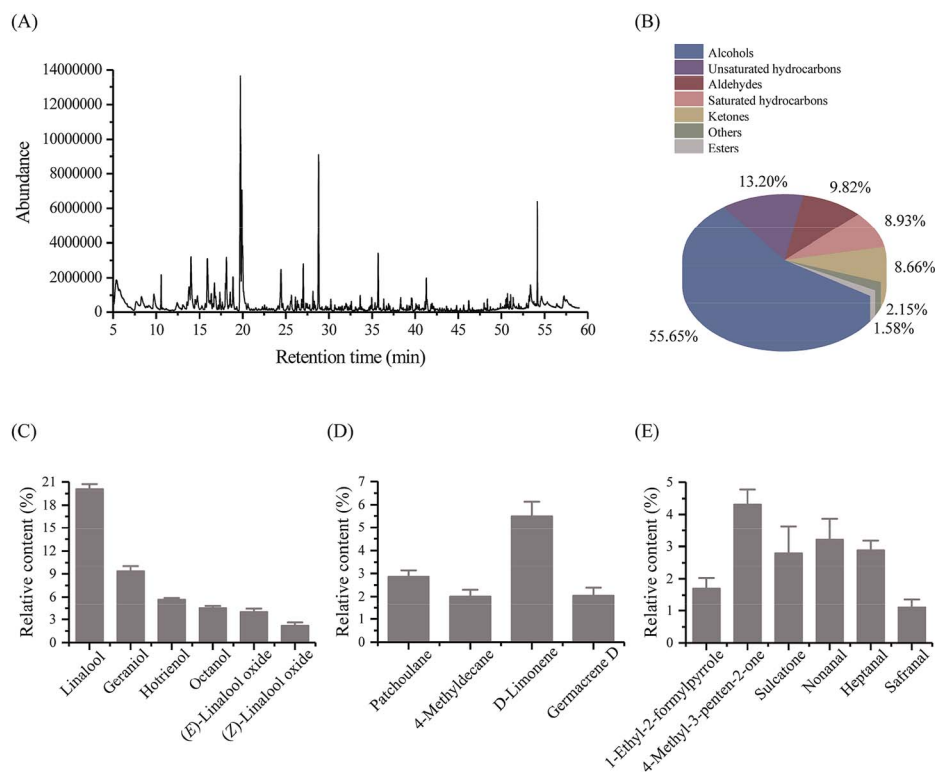 (A)
Abundance
14000000
12000000
10000000
8000000
6000000
4000000
2000000
0
5 10 15 20 25 30 35 40 45 50 55 60
Retention time (min)
(B)
Alcohols
Unsaturated hydrocarbons
Aldehydes
Saturated hydrocarbons
Ketones
Others
Esters
13.20%
9.82%
8.93%
8.66%
2.15%
1.58%
55.65%
(C)
Relative content (%)
21
18
15
12
9
6
3
0
Linalool
Geraniol
Hotrienol
Octanol
(E)-Linalool oxide
(Z)-Linalool oxide
(D)
Relative content (%)
7
6
5
4
3
2
1
0
Patchoulane
4-Methyldecane
D-Limonene
Germacrene D
(E)
Relative content (%)
5
4
3
2
1
0
1-Ethyl-2-formylpyrrole
4-Methyl-3-penten-2-one
Sulcatone
Nonanal
Heptanal
Safranal